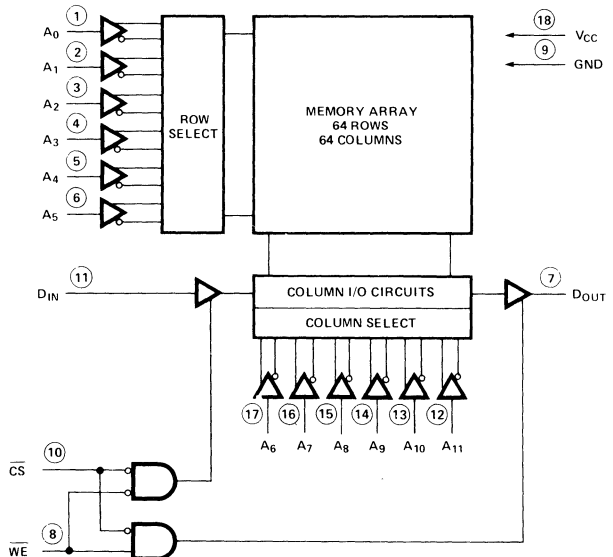 1
A0
2
A1
3
A2
4
A3
5
A4
6
A5
ROW
SELECT
MEMORY ARRAY
64 ROWS
64 COLUMNS
18
VCC
9
GND
11
DIN
COLUMN I/O CIRCUITS
COLUMN SELECT
7
DOUT
17 16 15 14 13 12
A6 A7 A8 A9 A10 A11
10
CS
8
WE